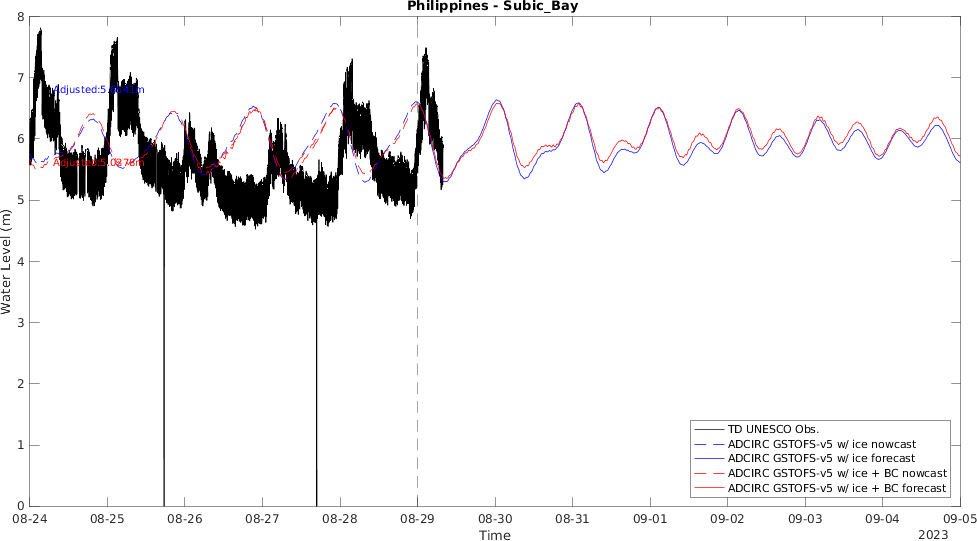 Philippines - Subic_Bay
8
7
6
5
4
3
2
1
0
Water Level (m)
08-24
08-25
08-26
08-27
08-28
08-29
08-30
08-31
09-01
09-02
09-03
09-04
09-05
Time
2023
TD UNESCO Obs.
ADCIRC GSTOFS-v5 w/ ice nowcast
ADCIRC GSTOFS-v5 w/ ice forecast
ADCIRC GSTOFS-v5 w/ ice + BC nowcast
ADCIRC GSTOFS-v5 w/ ice + BC forecast